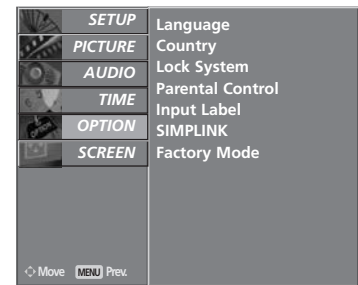 SETUP
PICTURE
AUDIO
TIME
OPTION
SCREEN
Language
Country
Lock System
Parental Control
Input Label
SIMPLINK
Factory Mode
Move MENU Prev.